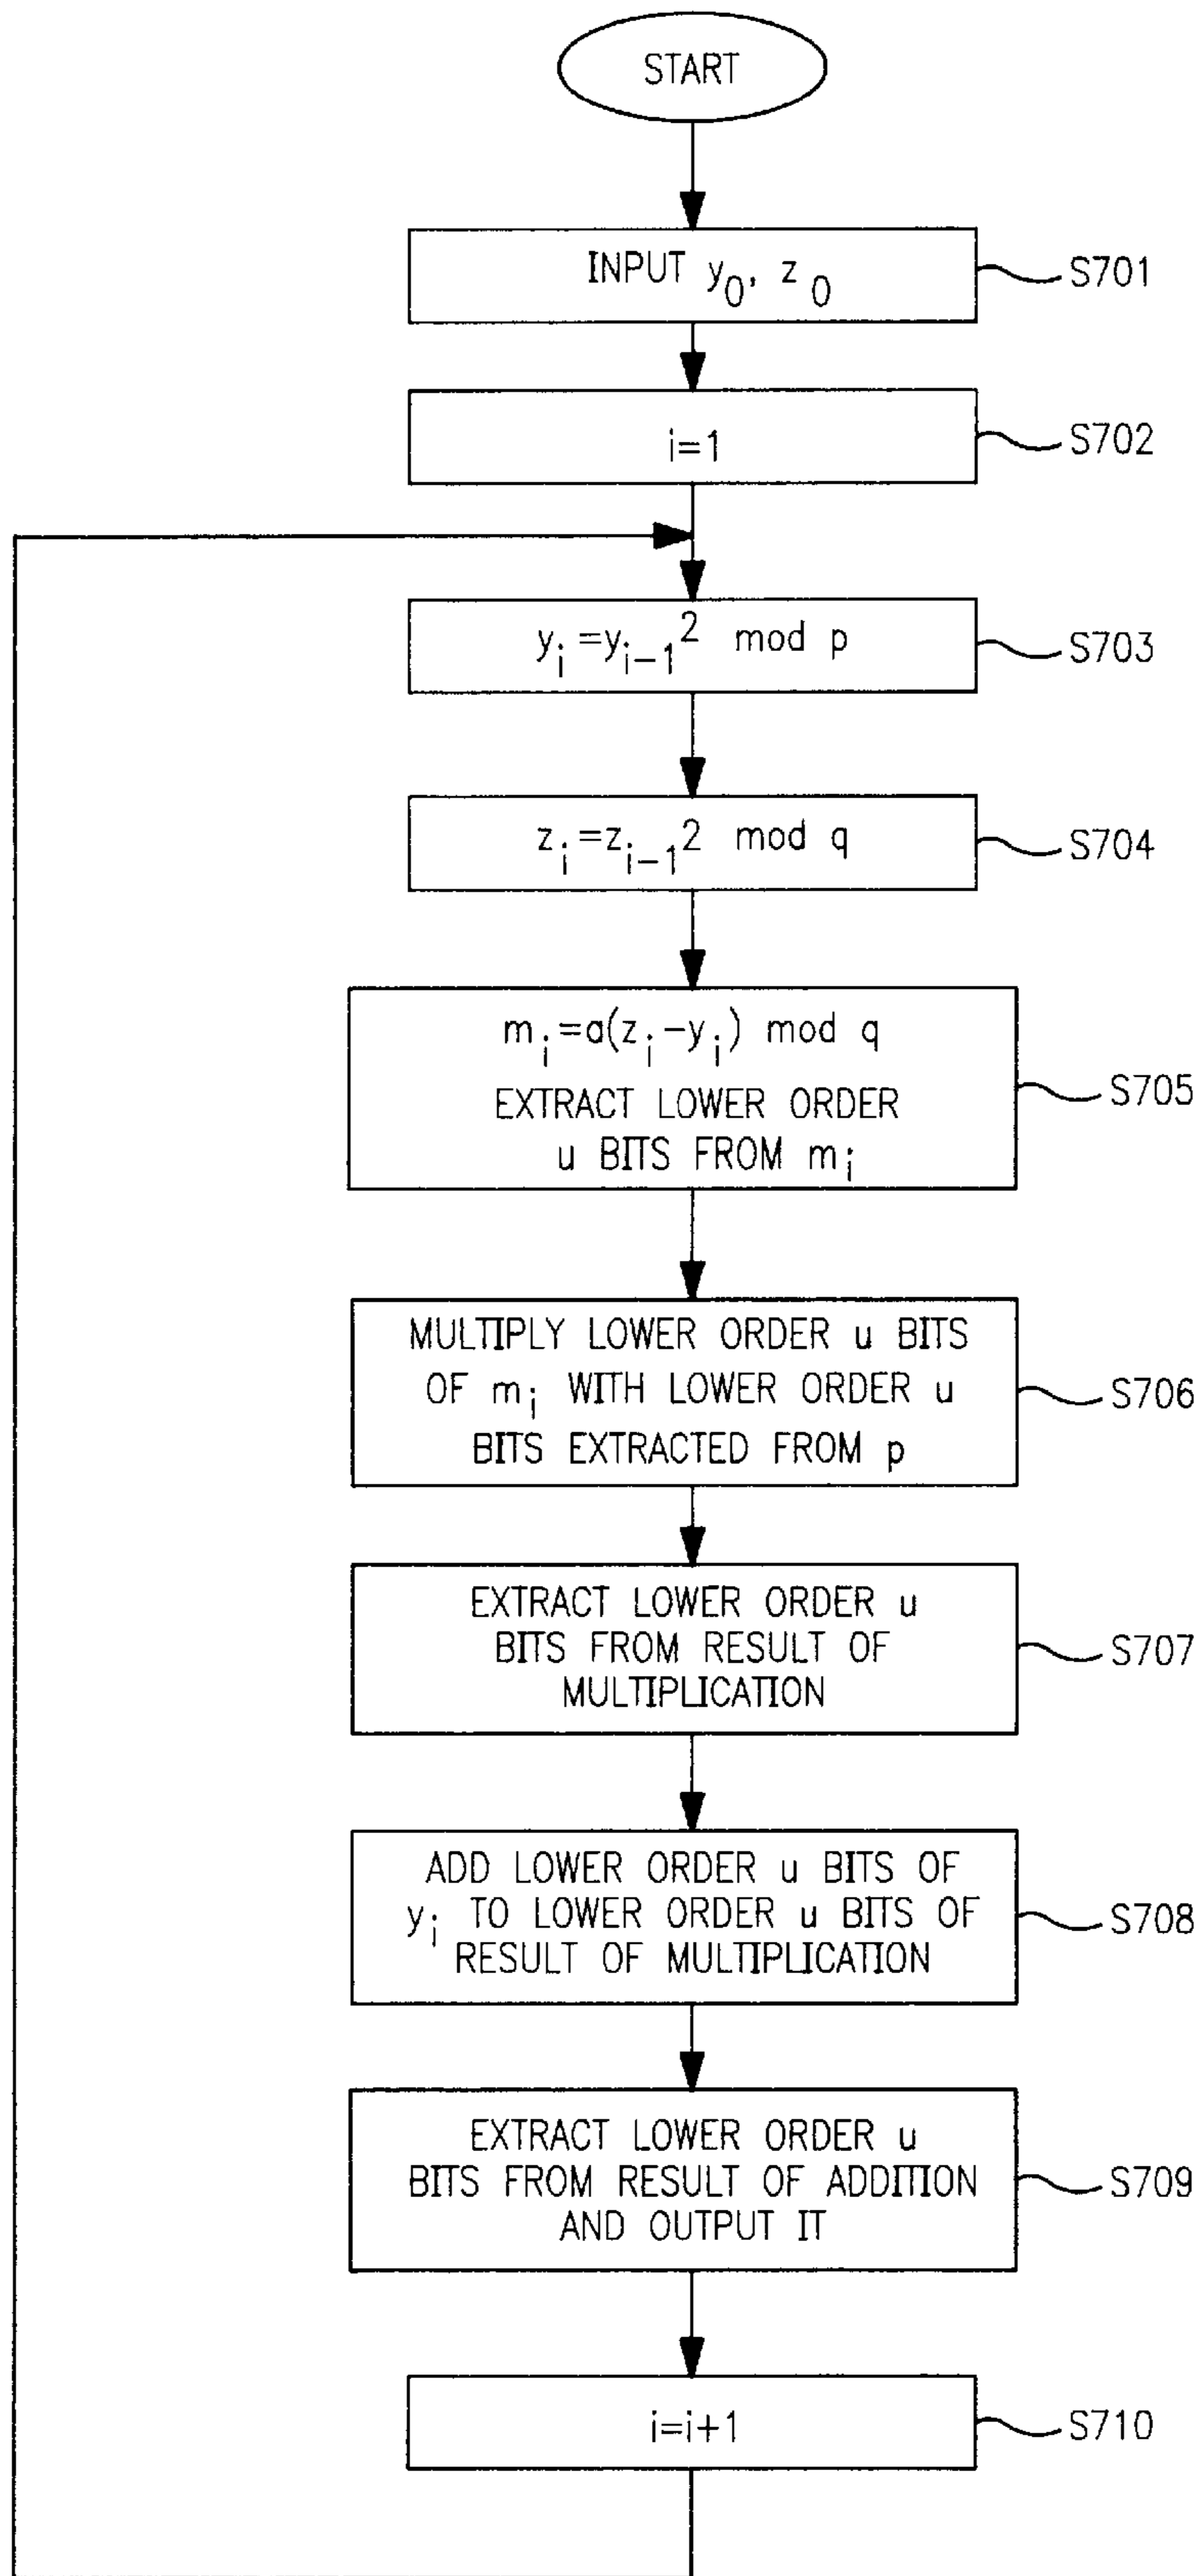 START
INPUT y0, z0
S701
i=1
S702
yi=yi-1² mod p
S703
zi=zi-1² mod q
S704
mi=a(zi-yi) mod q
EXTRACT LOWER ORDER
u BITS FROM mi
S705
MULTIPLY LOWER ORDER u BITS
OF mi WITH LOWER ORDER u
BITS EXTRACTED FROM p
S706
EXTRACT LOWER ORDER u
BITS FROM RESULT OF
MULTIPLICATION
S707
ADD LOWER ORDER u BITS OF
yi TO LOWER ORDER u BITS OF
RESULT OF MULTIPLICATION
S708
EXTRACT LOWER ORDER u
BITS FROM RESULT OF ADDITION
AND OUTPUT IT
S709
i=i+1
S710